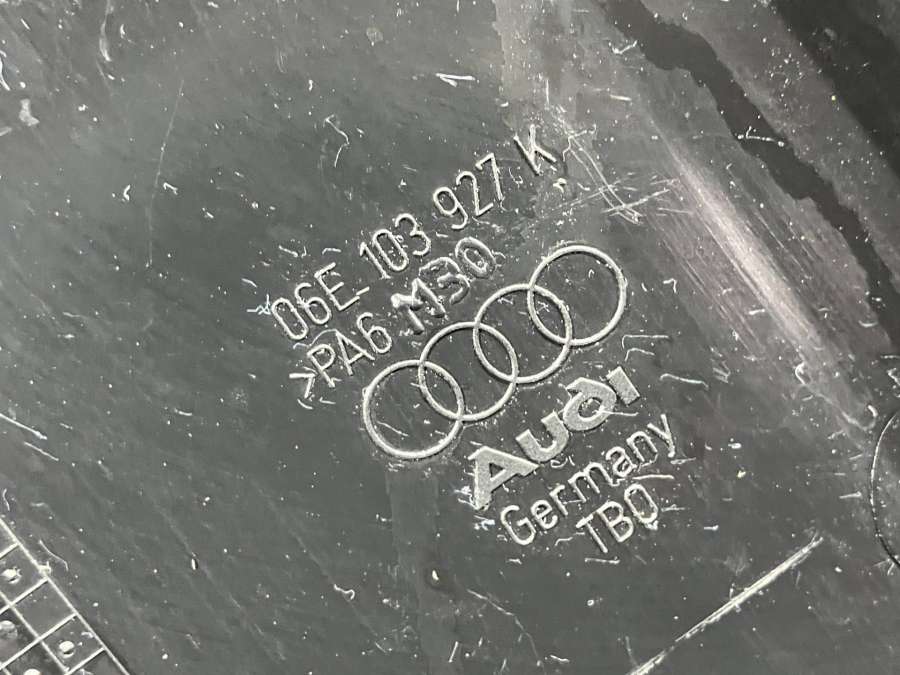 06E 103 927 K
>PA6 M30
Audi
Germany
TBO